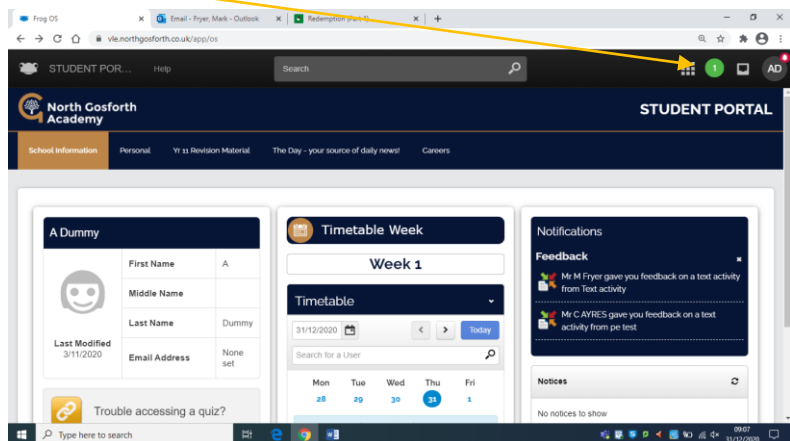 Frog OS
Email - Fryer, Mark - Outlook
Redemption (Part 1)
vle.northgosforth.co.uk/app/os
STUDENT POR...
Help
Search
1
AD
North Gosforth
Academy
STUDENT PORTAL
School Information
Personal
Yr 11 Revision Material
The Day - your source of daily news!
Careers
A Dummy
First Name
A
Middle Name
Last Name
Dummy
Email Address
None
set
Last Modified
3/11/2020
Trouble accessing a quiz?
Timetable Week
Week 1
Timetable
31/12/2020
Today
Search for a User
Mon Tue Wed Thu Fri
28 29 30 31 1
Notifications
Feedback
Mr M Fryer gave you feedback on a text activity
from Text activity
Mr C AYRES gave you feedback on a text
activity from pe test
Notices
No notices to show
Type here to search
09:07
31/12/2020